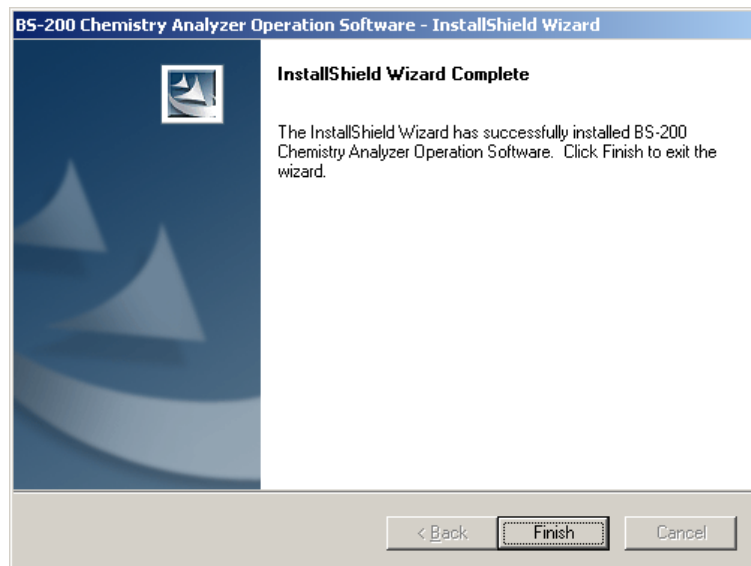 BS-200 Chemistry Analyzer Operation Software - InstallShield Wizard
InstallShield Wizard Complete
The InstallShield Wizard has successfully installed BS-200
Chemistry Analyzer Operation Software. Click Finish to exit the
wizard.
< Back Finish Cancel